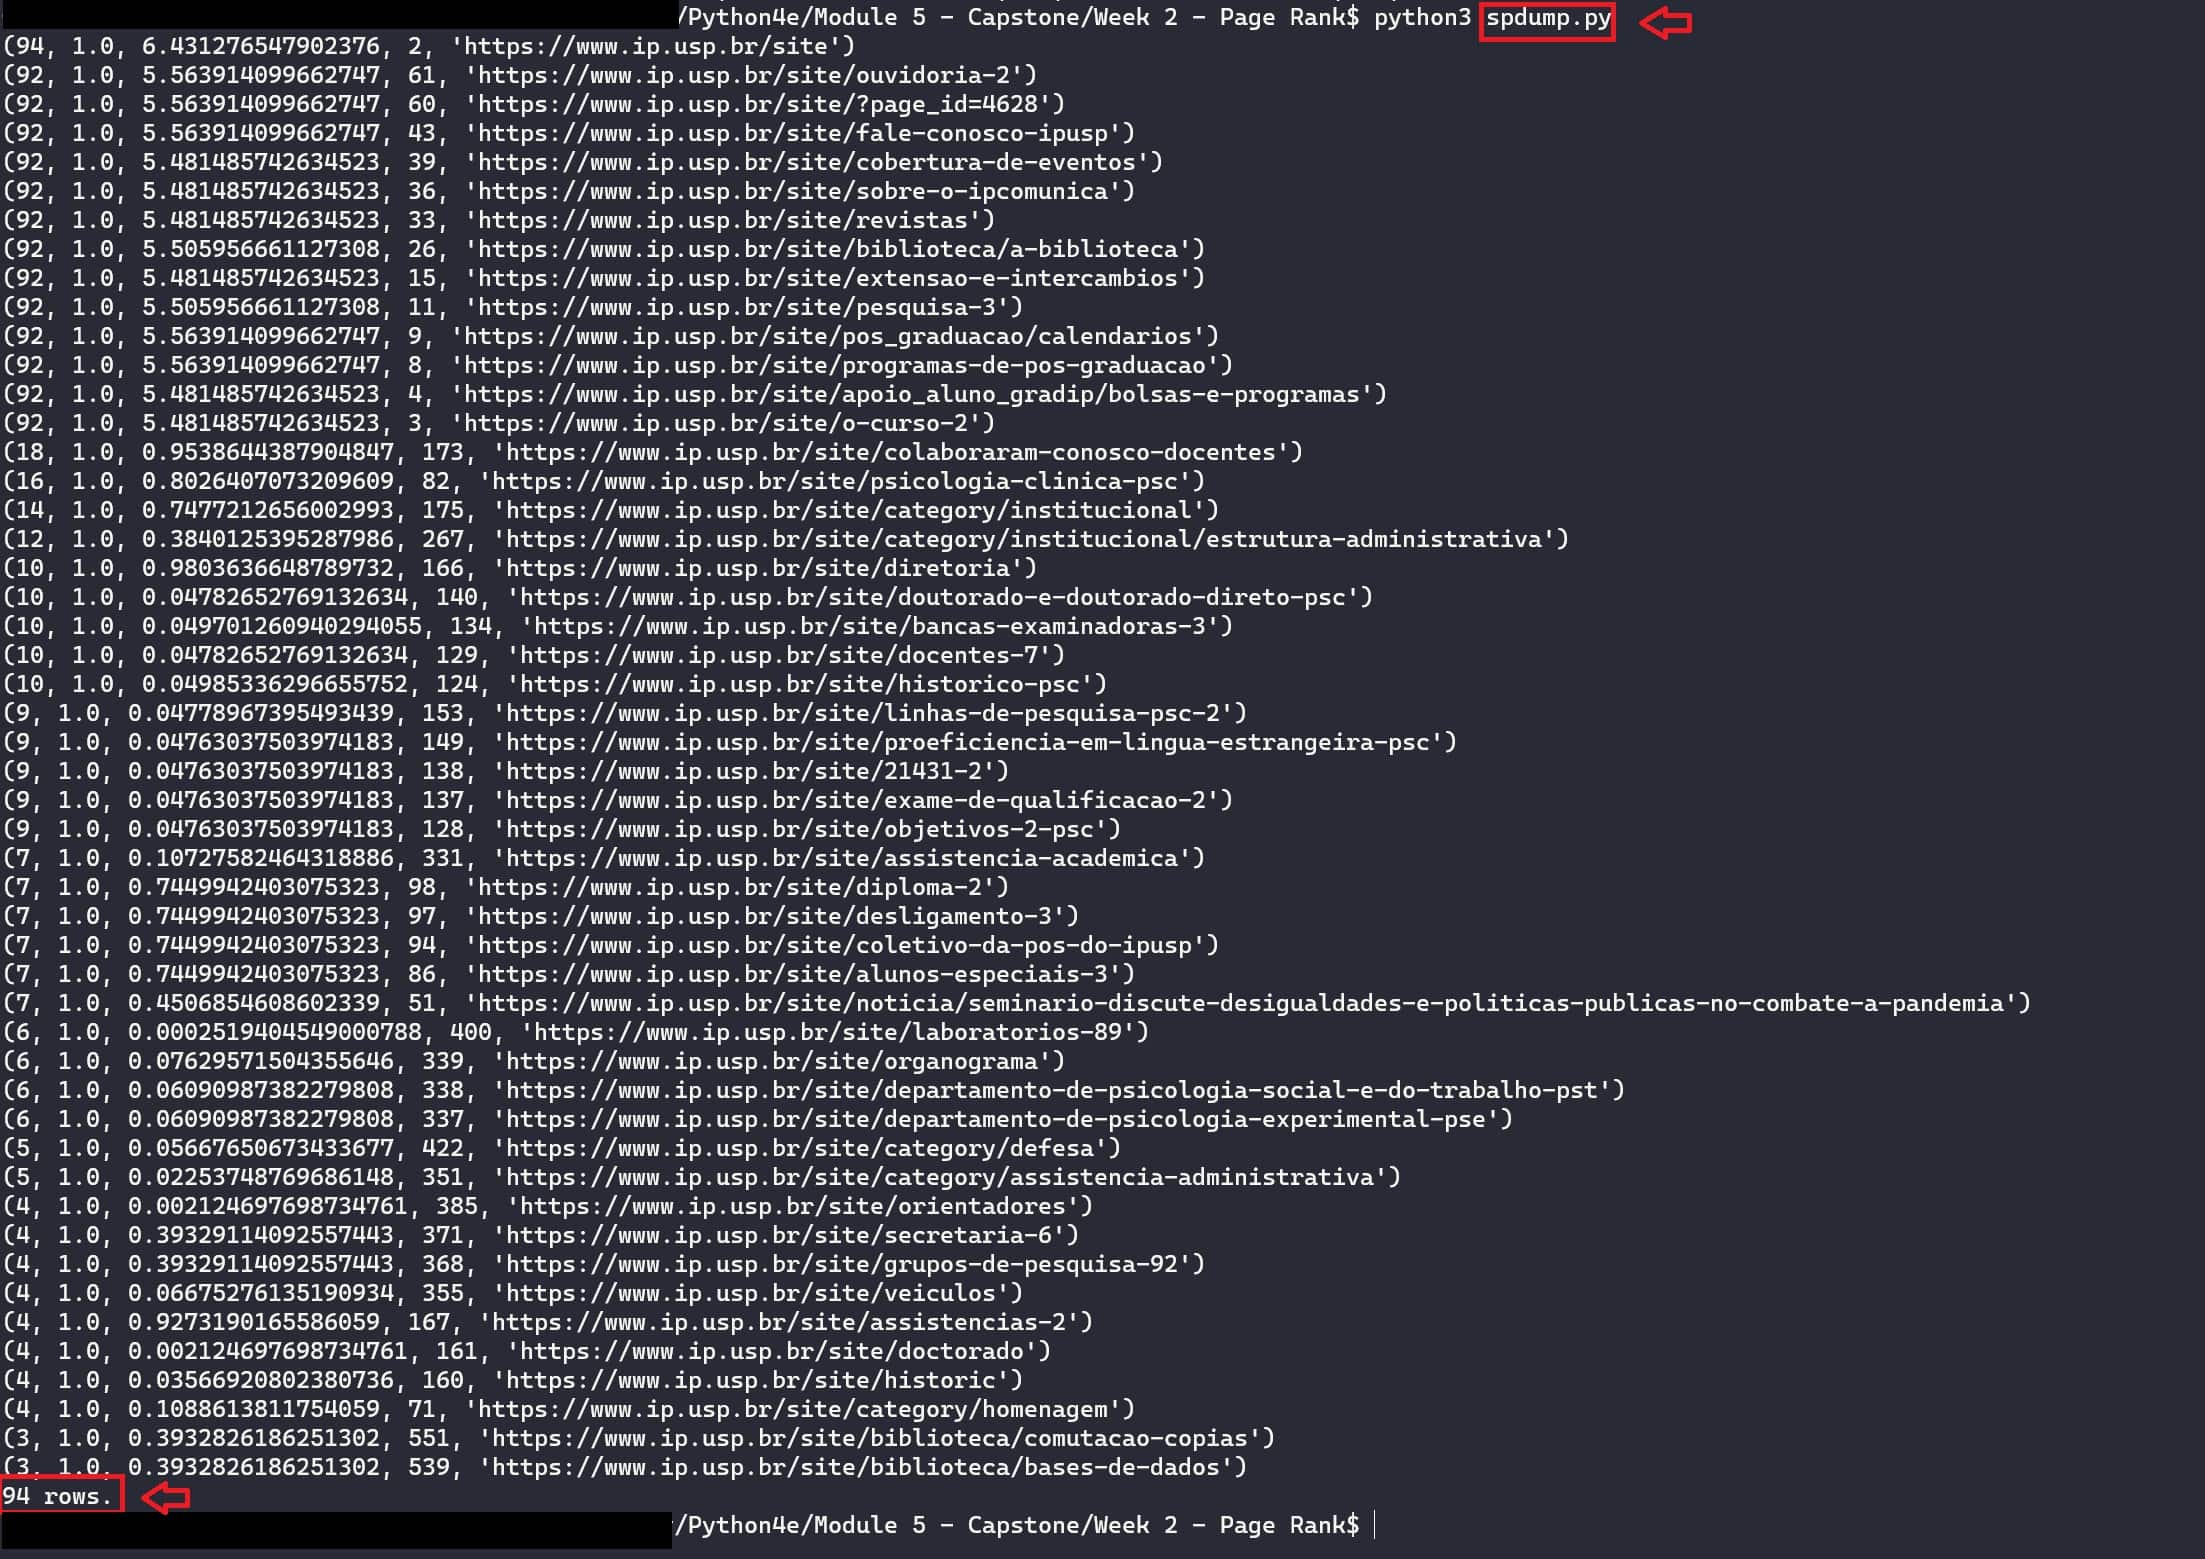 /Python4e/Module 5 - Capstone/Week 2 - Page Rank$ python3 spdump.py
(94, 1.0, 6.431276547902376, 2, 'https://www.ip.usp.br/site')
(92, 1.0, 5.563914099662747, 61, 'https://www.ip.usp.br/site/ouvidoria-2')
(92, 1.0, 5.563914099662747, 60, 'https://www.ip.usp.br/site/?page_id=4628')
(92, 1.0, 5.563914099662747, 43, 'https://www.ip.usp.br/site/fale-conosco-ipusp')
(92, 1.0, 5.481485742634523, 39, 'https://www.ip.usp.br/site/cobertura-de-eventos')
(92, 1.0, 5.481485742634523, 36, 'https://www.ip.usp.br/site/sobre-o-ipcomunica')
(92, 1.0, 5.481485742634523, 33, 'https://www.ip.usp.br/site/revistas')
(92, 1.0, 5.505956661127308, 26, 'https://www.ip.usp.br/site/biblioteca/a-biblioteca')
(92, 1.0, 5.481485742634523, 15, 'https://www.ip.usp.br/site/extensao-e-intercambios')
(92, 1.0, 5.505956661127308, 11, 'https://www.ip.usp.br/site/pesquisa-3')
(92, 1.0, 5.563914099662747, 9, 'https://www.ip.usp.br/site/pos_graduacao/calendarios')
(92, 1.0, 5.563914099662747, 8, 'https://www.ip.usp.br/site/programas-de-pos-graduacao')
(92, 1.0, 5.481485742634523, 4, 'https://www.ip.usp.br/site/apoio_aluno_gradip/bolsas-e-programas')
(92, 1.0, 5.481485742634523, 3, 'https://www.ip.usp.br/site/o-curso-2')
(18, 1.0, 0.9538644387904847, 173, 'https://www.ip.usp.br/site/colaboraram-conosco-docentes')
(16, 1.0, 0.8026407073209609, 82, 'https://www.ip.usp.br/site/psicologia-clinica-psc')
(14, 1.0, 0.7477212656002993, 175, 'https://www.ip.usp.br/site/category/institucional')
(12, 1.0, 0.3840125395287986, 267, 'https://www.ip.usp.br/site/category/institucional/estrutura-administrativa')
(10, 1.0, 0.9803636648789732, 166, 'https://www.ip.usp.br/site/diretoria')
(10, 1.0, 0.04782652769132634, 140, 'https://www.ip.usp.br/site/doutorado-e-doutorado-direto-psc')
(10, 1.0, 0.049701260940294055, 134, 'https://www.ip.usp.br/site/bancas-examinadoras-3')
(10, 1.0, 0.04782652769132634, 129, 'https://www.ip.usp.br/site/docentes-7')
(10, 1.0, 0.04985336296655752, 124, 'https://www.ip.usp.br/site/historico-psc')
(9, 1.0, 0.04778967395493439, 153, 'https://www.ip.usp.br/site/linhas-de-pesquisa-psc-2')
(9, 1.0, 0.04763037503974183, 149, 'https://www.ip.usp.br/site/proeficiencia-em-lingua-estrangeira-psc')
(9, 1.0, 0.04763037503974183, 138, 'https://www.ip.usp.br/site/21431-2')
(9, 1.0, 0.04763037503974183, 137, 'https://www.ip.usp.br/site/exame-de-qualificacao-2')
(9, 1.0, 0.04763037503974183, 128, 'https://www.ip.usp.br/site/objetivos-2-psc')
(7, 1.0, 0.10727582464318886, 331, 'https://www.ip.usp.br/site/assistencia-academica')
(7, 1.0, 0.74499424030753​23, 98, 'https://www.ip.usp.br/site/diploma-2')
(7, 1.0, 0.7449942403075323, 97, 'https://www.ip.usp.br/site/desligamento-3')
(7, 1.0, 0.7449942403075323, 94, 'https://www.ip.usp.br/site/coletivo-da-pos-do-ipusp')
(7, 1.0, 0.7449942403075323, 86, 'https://www.ip.usp.br/site/alunos-especiais-3')
(7, 1.0, 0.4506854608602339, 51, 'https://www.ip.usp.br/site/noticia/seminario-discute-desigualdades-e-politicas-publicas-no-combate-a-pandemia')
(6, 1.0, 0.0002519404549000788, 400, 'https://www.ip.usp.br/site/laboratorios-89')
(6, 1.0, 0.07629571504355646, 339, 'https://www.ip.usp.br/site/organograma')
(6, 1.0, 0.06090987382279808, 338, 'https://www.ip.usp.br/site/departamento-de-psicologia-social-e-do-trabalho-pst')
(6, 1.0, 0.06090987382279808, 337, 'https://www.ip.usp.br/site/departamento-de-psicologia-experimental-pse')
(5, 1.0, 0.05667650673433677, 422, 'https://www.ip.usp.br/site/category/defesa')
(5, 1.0, 0.02253748769686148, 351, 'https://www.ip.usp.br/site/category/assistencia-administrativa')
(4, 1.0, 0.002124697698734761, 385, 'https://www.ip.usp.br/site/orientadores')
(4, 1.0, 0.39329114092557443, 371, 'https://www.ip.usp.br/site/secretaria-6')
(4, 1.0, 0.39329114092557443, 368, 'https://www.ip.usp.br/site/grupos-de-pesquisa-92')
(4, 1.0, 0.06675276135190934, 355, 'https://www.ip.usp.br/site/veiculos')
(4, 1.0, 0.9273190165586059, 167, 'https://www.ip.usp.br/site/assistencias-2')
(4, 1.0, 0.002124697698734761, 161, 'https://www.ip.usp.br/site/doctorado')
(4, 1.0, 0.03566920802380736, 160, 'https://www.ip.usp.br/site/historic')
(4, 1.0, 0.1088613811754059, 71, 'https://www.ip.usp.br/site/category/homenagem')
(3, 1.0, 0.3932826186251302, 551, 'https://www.ip.usp.br/site/biblioteca/comutacao-copias')
(3, 1.0, 0.3932826186251302, 539, 'https://www.ip.usp.br/site/biblioteca/bases-de-dados')
94 rows.
/Python4e/Module 5 - Capstone/Week 2 - Page Rank$